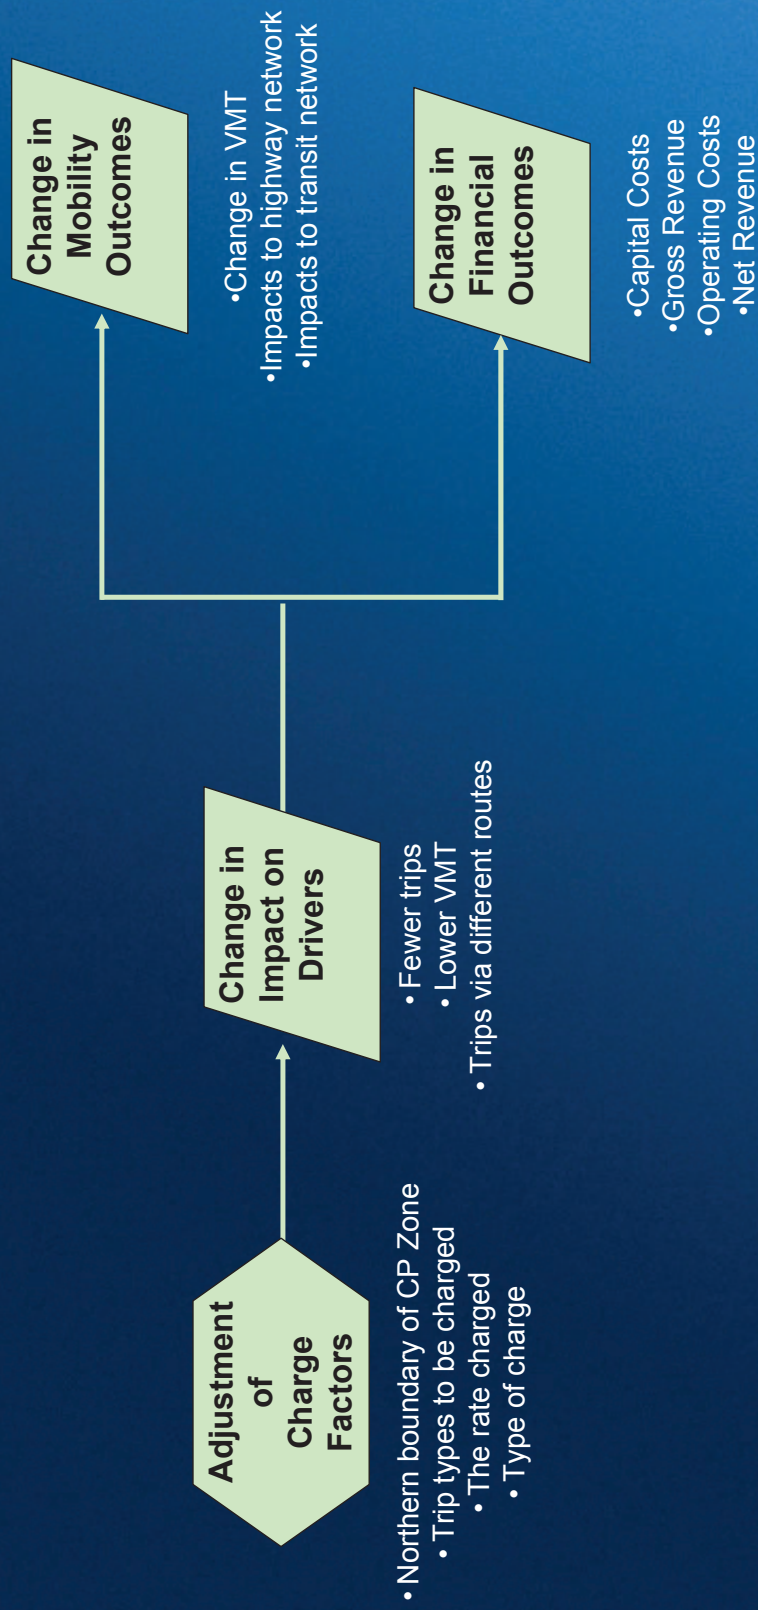 Adjustment
of
Charge
Factors
• Northern boundary of CP Zone
• Trip types to be charged
• The rate charged
• Type of charge
Change in
Impact on
Drivers
• Fewer trips
• Lower VMT
• Trips via different routes
Change in
Mobility
Outcomes
•Change in VMT
•Impacts to highway network
•Impacts to transit network
Change in
Financial
Outcomes
•Capital Costs
•Gross Revenue
•Operating Costs
•Net Revenue